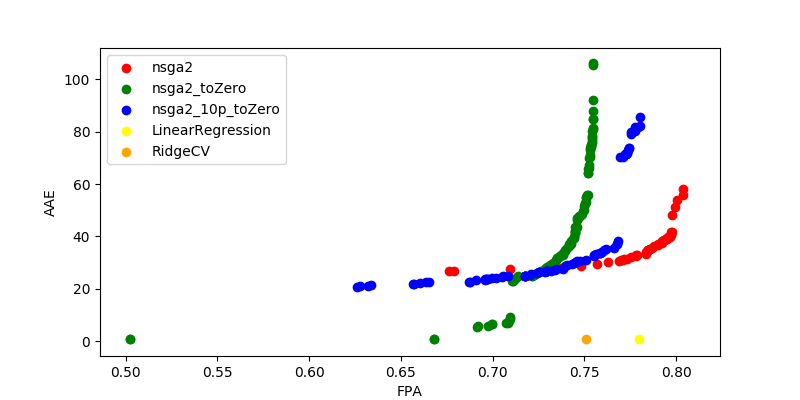 nsga2
nsga2_toZero
nsga2_10p_toZero
LinearRegression
RidgeCV
100
80
60
40
20
0
AAE
0.50 0.55 0.60 0.65 0.70 0.75 0.80
FPA